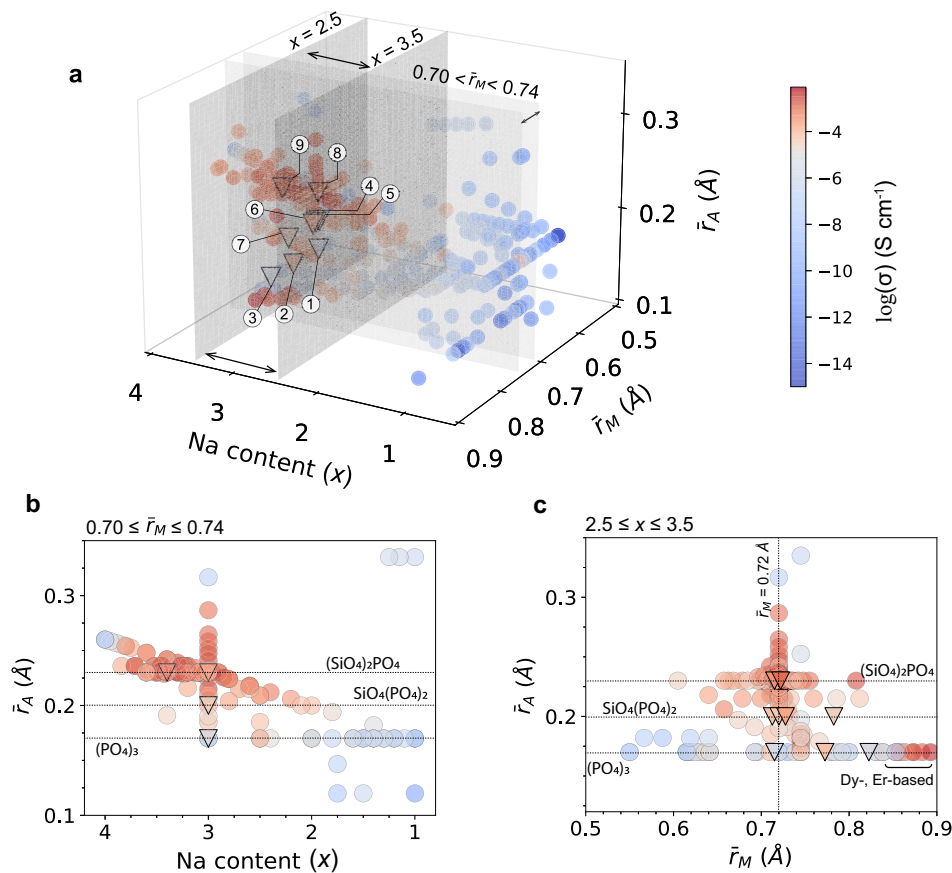 a
x = 2.5
x = 3.5
0.70 < r̄M < 0.74
9
8
4
5
6
7
3
2
1
4
3
2
1
Na content (x)
0.9
0.8
0.7
0.6
0.5
r̄M (Å)
0.3
0.2
0.1
r̄A (Å)
−4
−6
−8
−10
−12
−14
log(σ) (S cm⁻¹)
b
0.70 ≤ r̄M ≤ 0.74
0.3
0.2
0.1
r̄A (Å)
(SiO₄)₂PO₄
SiO₄(PO₄)₂
(PO₄)₃
4
3
2
1
Na content (x)
c
2.5 ≤ x ≤ 3.5
r̄M = 0.72 Å
0.3
0.2
r̄A (Å)
(SiO₄)₂PO₄
SiO₄(PO₄)₂
(PO₄)₃
Dy-, Er-based
0.5
0.6
0.7
0.8
0.9
r̄M (Å)